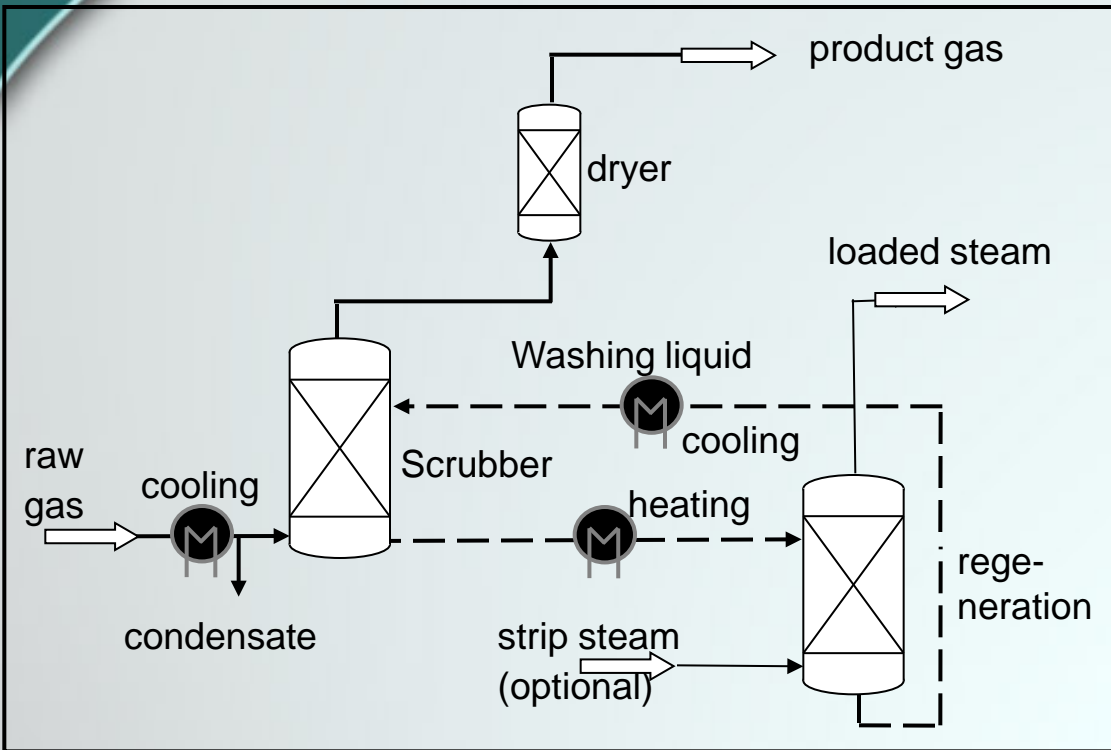 product gas
dryer
loaded steam
Washing liquid
cooling
raw
gas
cooling
Scrubber
heating
condensate
strip steam
(optional)
rege-
neration